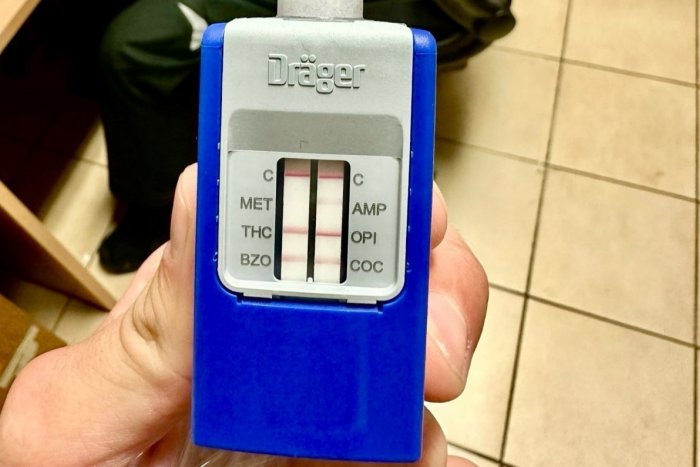 Dräger
C C
MET AMP
THC OPI
BZO COC